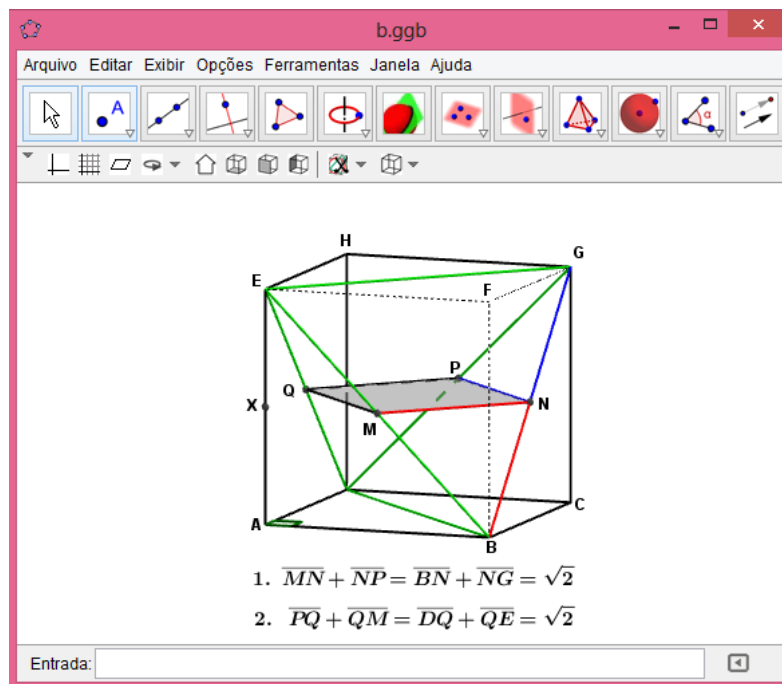 b.ggb
Arquivo Editar Exibir Opções Ferramentas Janela Ajuda
A
α
H
G
E
F
P
Q
X
N
M
A
C
B
1. MN + NP = BN + NG = √2
2. PQ + QM = DQ + QE = √2
Entrada: